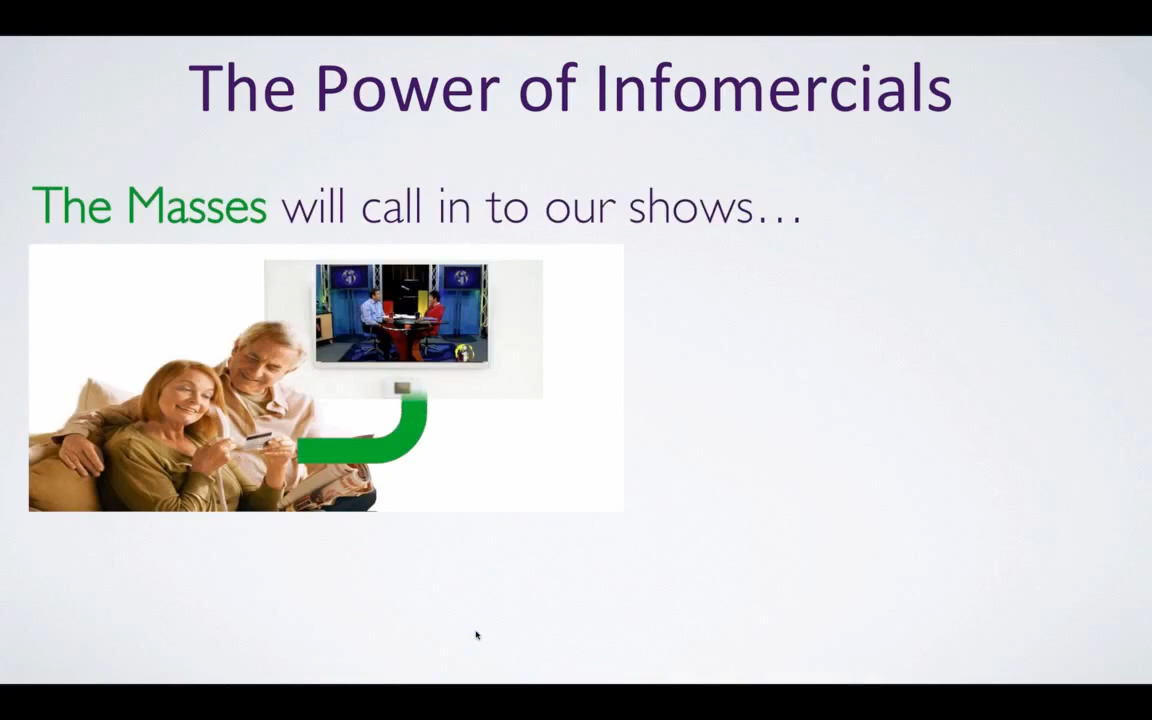 The Power of Infomercials
The Masses will call in to our shows…